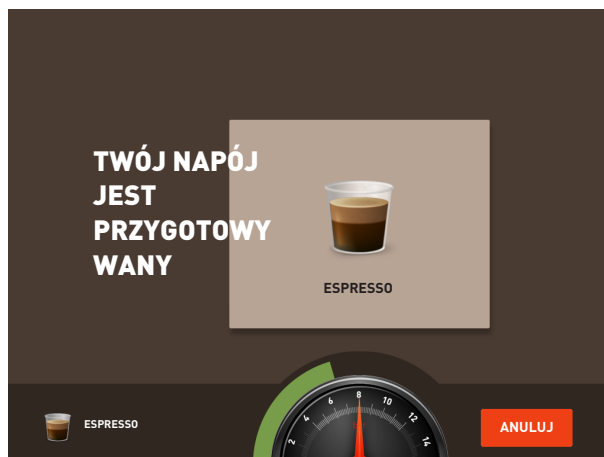 TWÓJ NAPÓJ
JEST
PRZYGOTOWY
WANY
ESPRESSO
ESPRESSO
2
4
6
8
10
12
14
ANULUJ